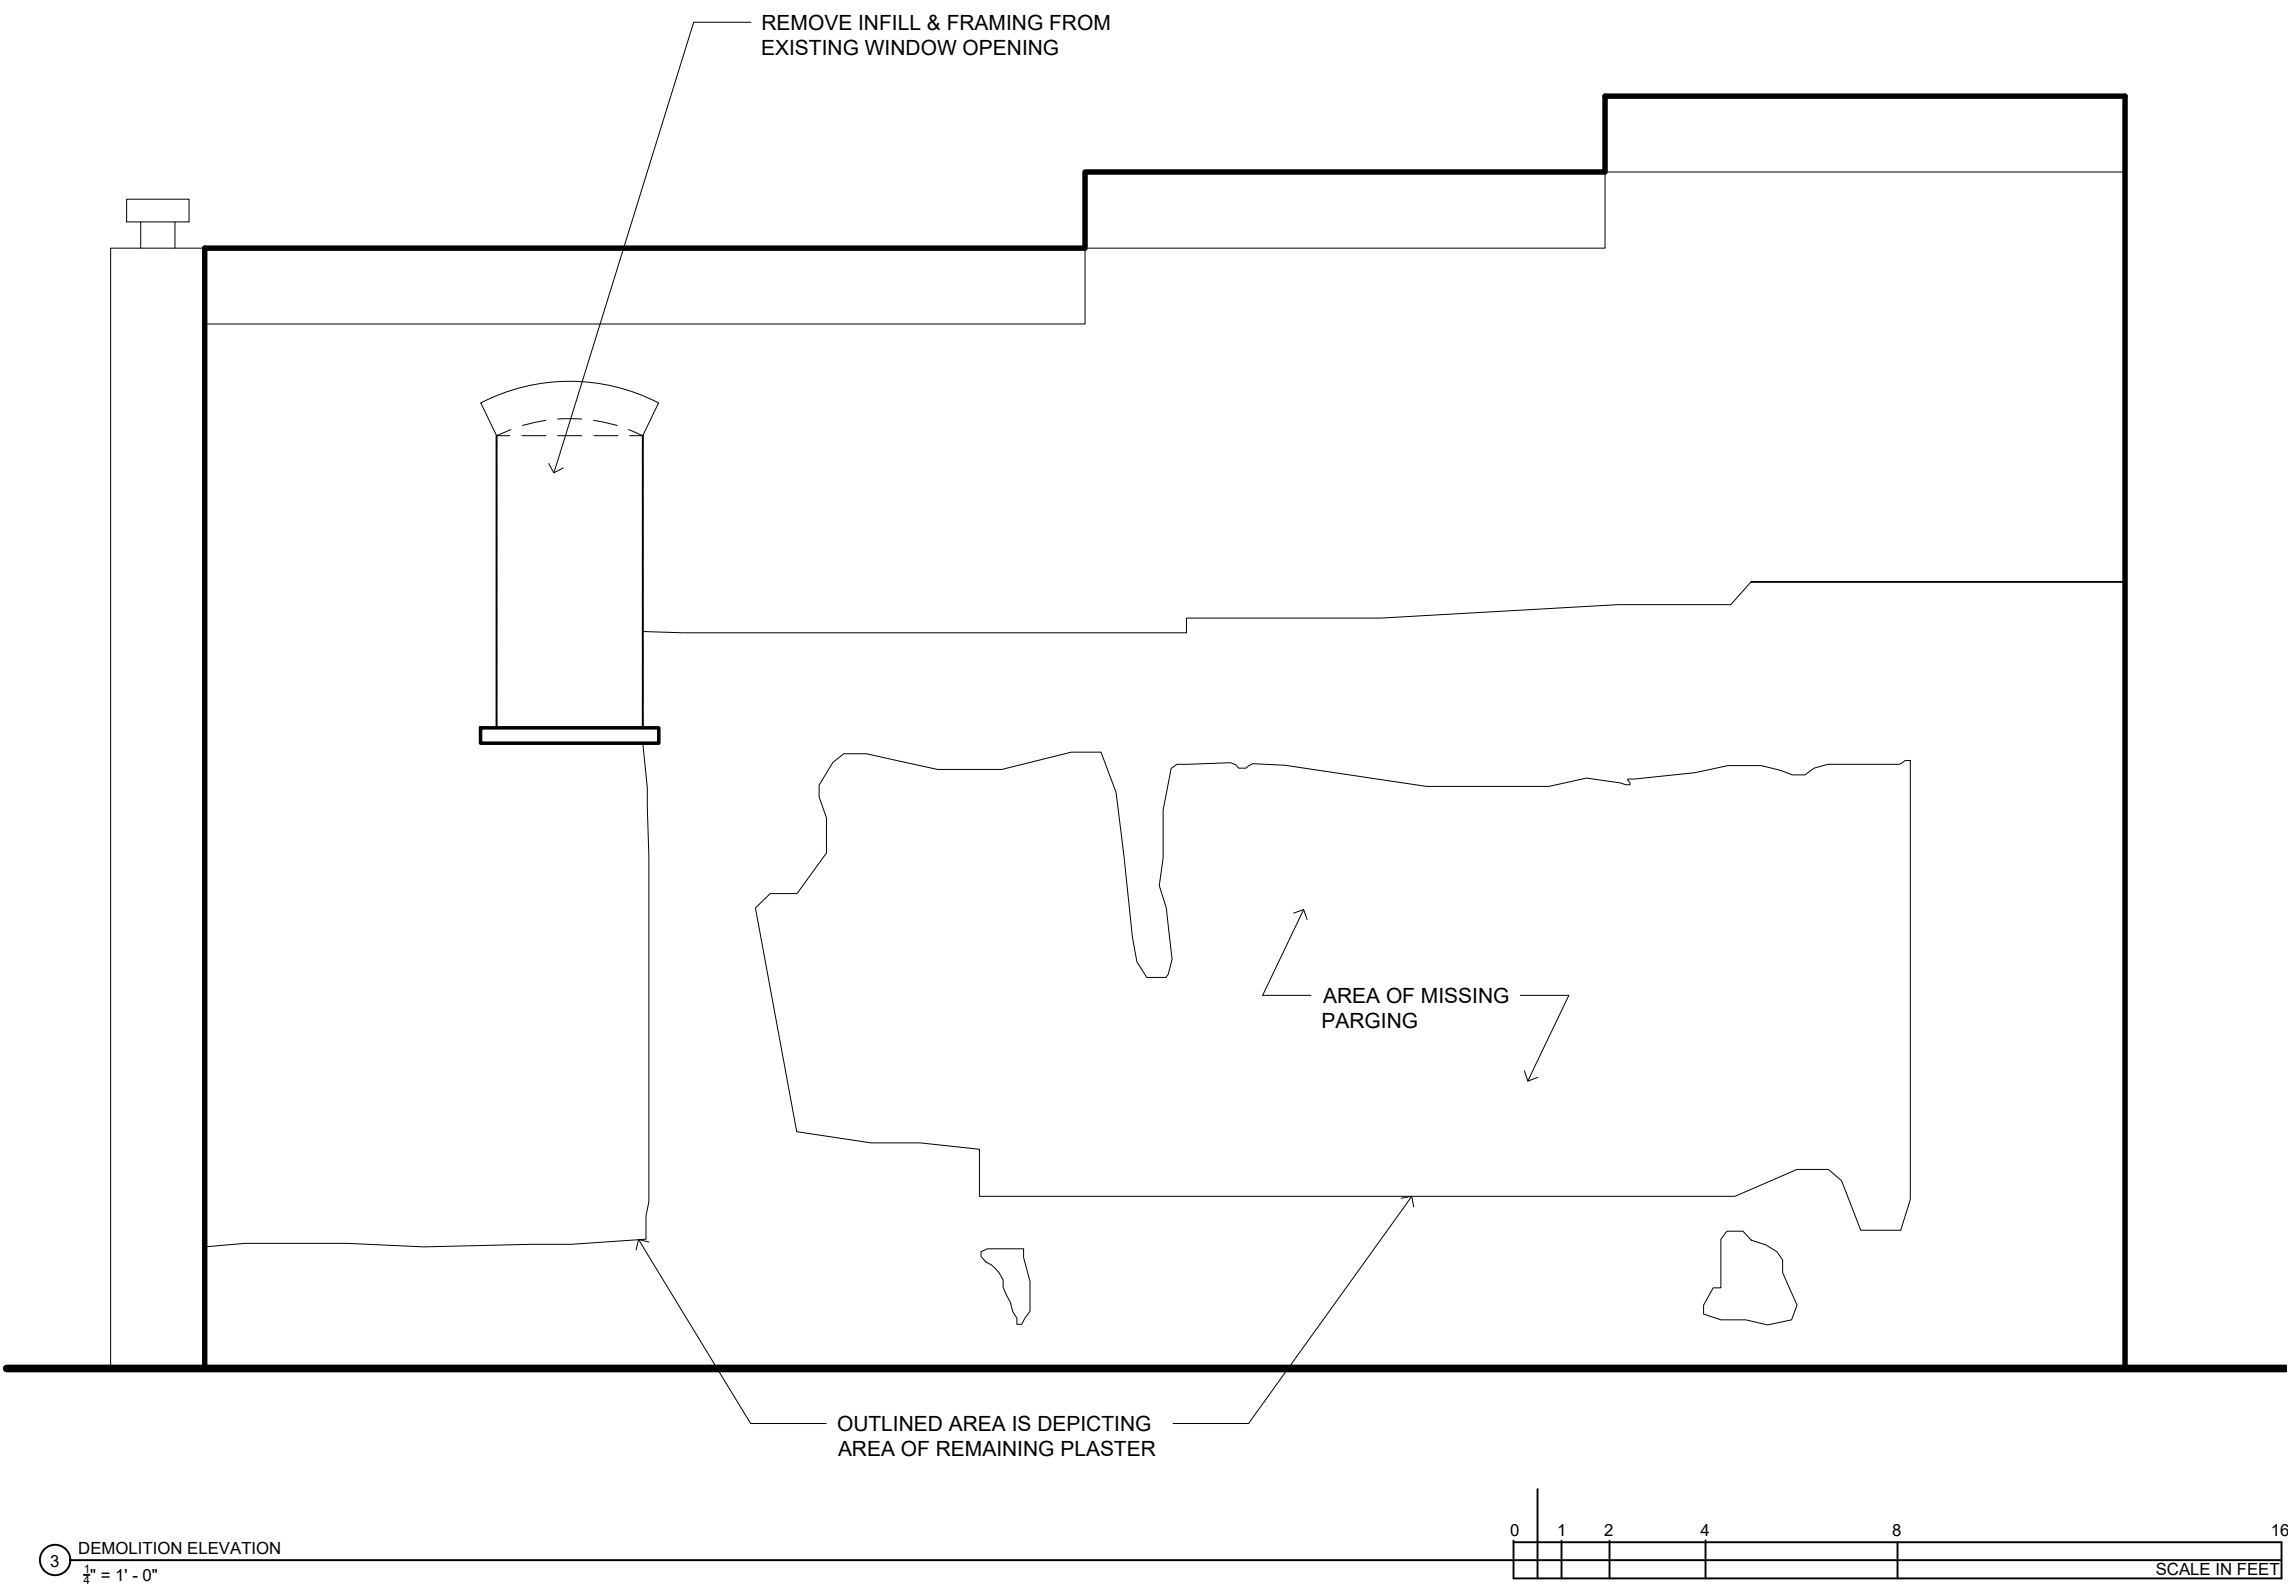 REMOVE INFILL & FRAMING FROM
EXISTING WINDOW OPENING
AREA OF MISSING
PARGING
OUTLINED AREA IS DEPICTING
AREA OF REMAINING PLASTER
3 DEMOLITION ELEVATION
1/4" = 1' - 0"
0 1 2 4 8 16
SCALE IN FEET